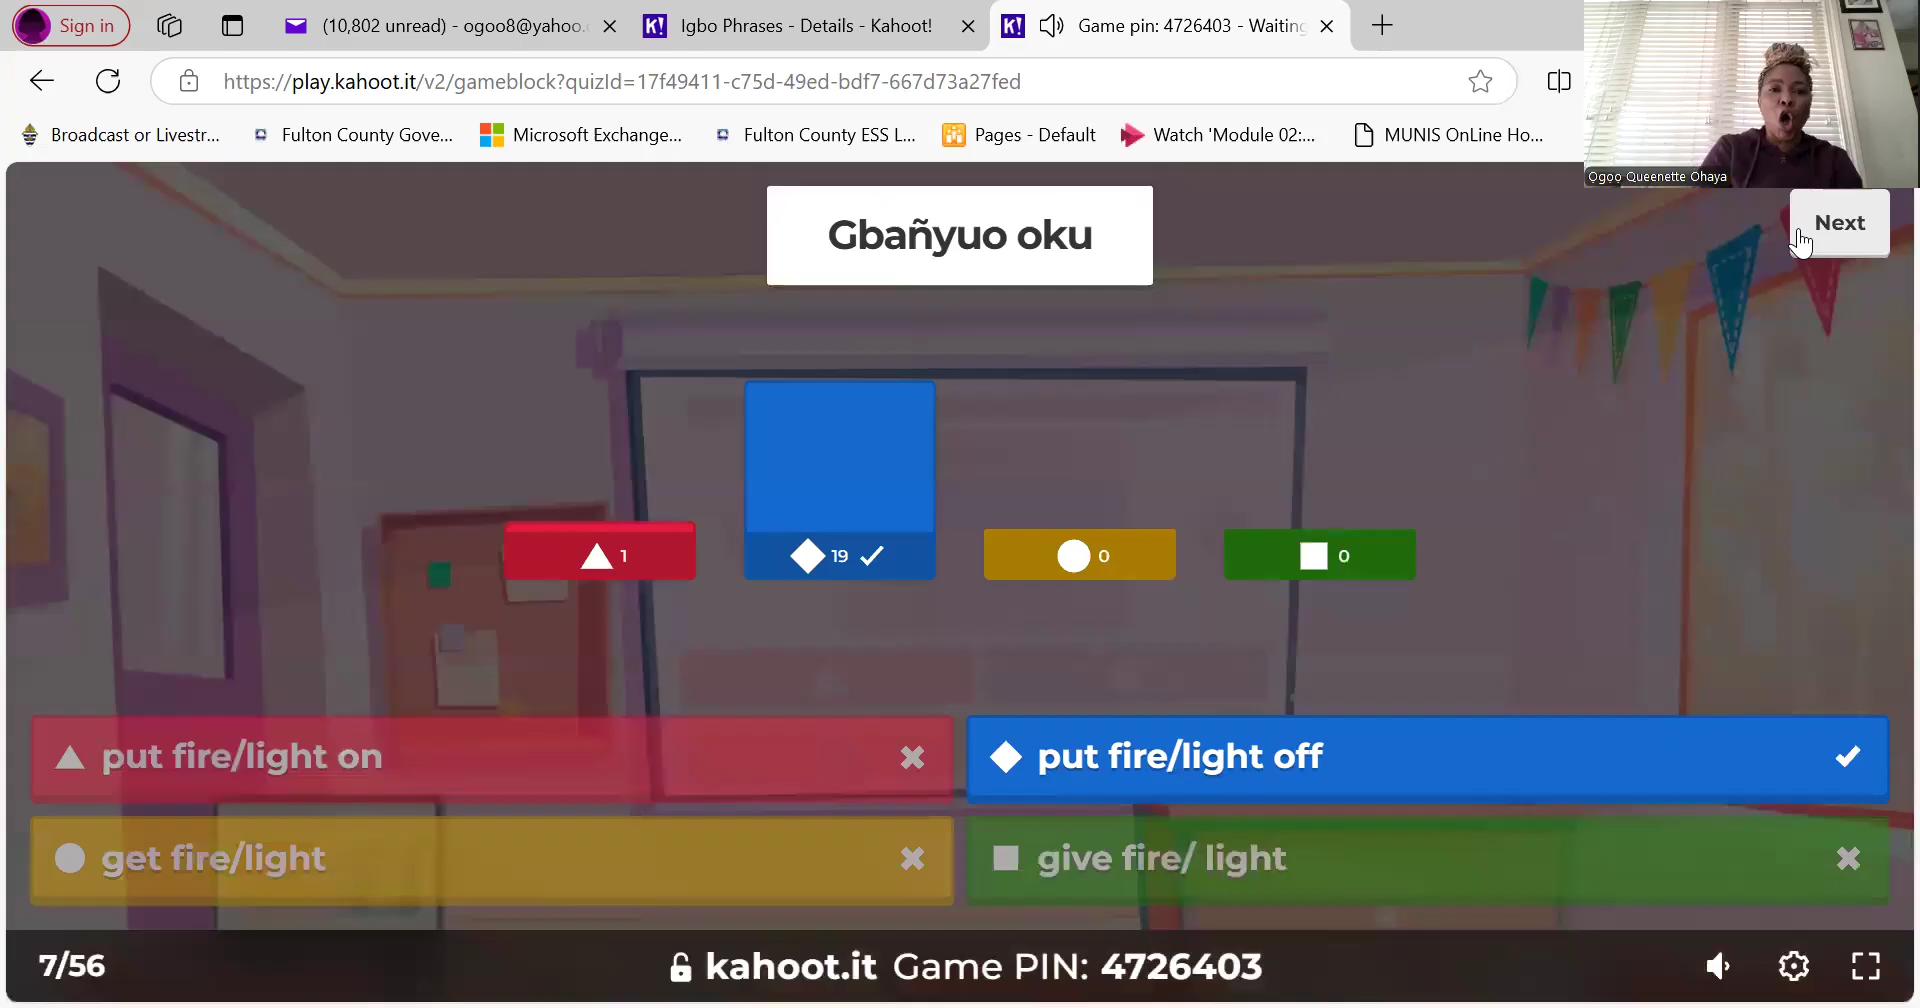 Sign in
(10,802 unread) - ogoo8@yahoo.
Igbo Phrases - Details - Kahoot!
Game pin: 4726403 - Waiting
https://play.kahoot.it/v2/gameblock?quizId=17f49411-c75d-49ed-bdf7-667d73a27fed
Broadcast or Livestr...
Fulton County Gove...
Microsoft Exchange...
Fulton County ESS L...
Pages - Default
Watch 'Module 02:...
MUNIS OnLine Ho...
Ọgọọ Queenette Ohaya
Gbañyuo oku
Next
1
19
0
0
put fire/light on
put fire/light off
get fire/light
give fire/ light
7/56
kahoot.it Game PIN: 4726403